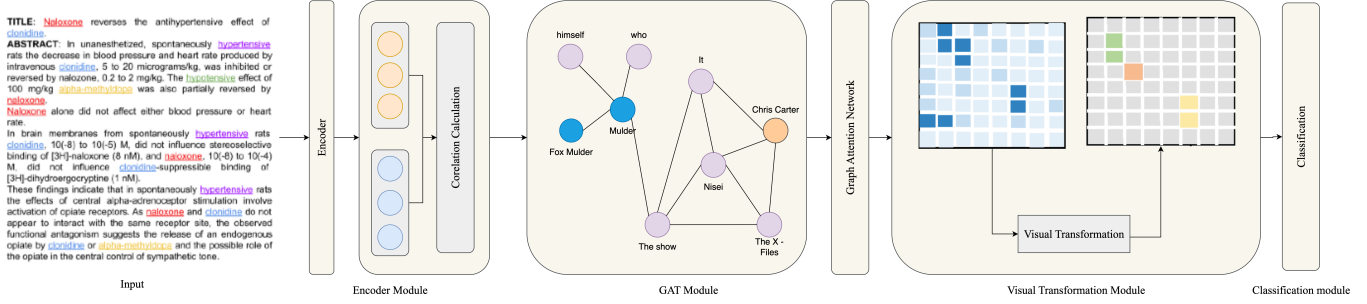 TITLE: Naloxone reverses the antihypertensive effect of
clonidine.
ABSTRACT: In unanesthetized, spontaneously hypertensive
rats the decrease in blood pressure and heart rate produced by
intravenous clonidine, 5 to 20 micrograms/kg, was inhibited or
reversed by nalozone, 0.2 to 2 mg/kg. The hypotensive effect of
100 mg/kg alpha-methyldopa was also partially reversed by
naloxone.
Naloxone alone did not affect either blood pressure or heart
rate.
In brain membranes from spontaneously hypertensive rats
clonidine, 10(-8) to 10(-5) M, did not influence stereoselective
binding of [3H]-naloxone (8 nM), and naloxone, 10(-8) to 10(-4)
M, did not influence clonidine-suppressible binding of
[3H]-dihydroergocryptine (1 nM).
These findings indicate that in spontaneously hypertensive rats
the effects of central alpha-adrenoceptor stimulation involve
activation of opiate receptors. As naloxone and clonidine do not
appear to interact with the same receptor site, the observed
functional antagonism suggests the release of an endogenous
opiate by clonidine or alpha-methyldopa and the possible role of
the opiate in the central control of sympathetic tone.
Input
Encoder
Corelation Calculation
Encoder Module
himself
who
It
Chris Carter
Mulder
Fox Mulder
Nisei
The show
The X -
Files
GAT Module
Graph Attention Network
Visual Transformation
Visual Transformation Module
Classification
Classification module